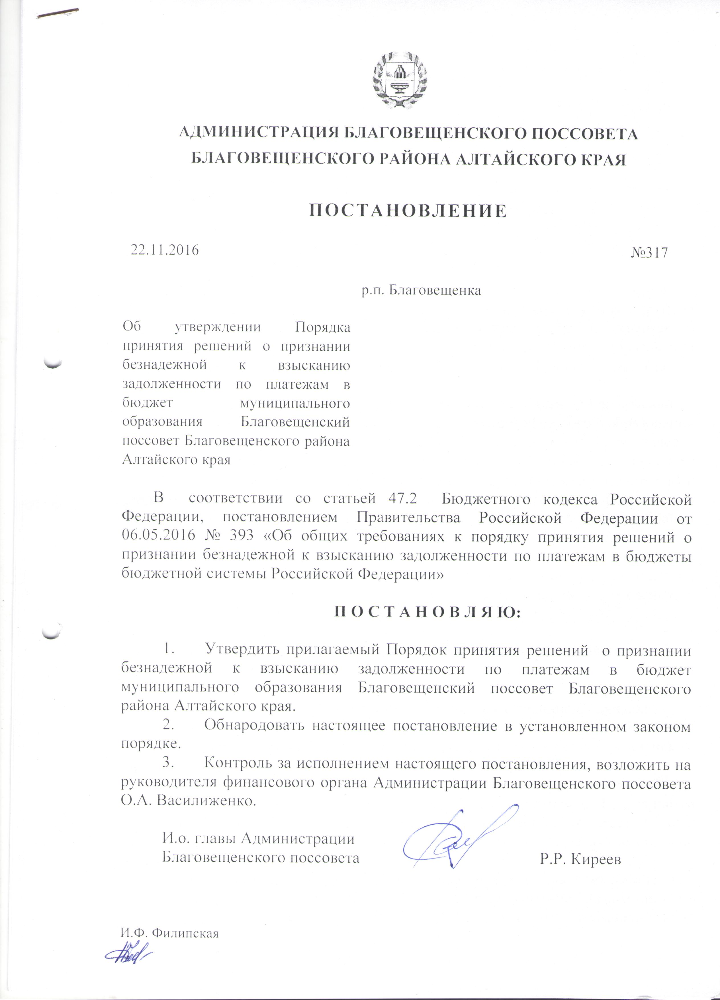 АДМИНИСТРАЦИЯ БЛАГОВЕЩЕНСКОГО ПОССОВЕТА
БЛАГОВЕЩЕНСКОГО РАЙОНА АЛТАЙСКОГО КРАЯ
ПОСТАНОВЛЕНИЕ
22.11.2016 №317
р.п. Благовещенка
Об утверждении Порядка
принятия решений о признании
безнадежной к взысканию
задолженности по платежам в
бюджет муниципального
образования Благовещенский
поссовет Благовещенского района
Алтайского края
В соответствии со статьей 47.2 Бюджетного кодекса Российской
Федерации, постановлением Правительства Российской Федерации от
06.05.2016 № 393 «Об общих требованиях к порядку принятия решений о
признании безнадежной к взысканию задолженности по платежам в бюджеты
бюджетной системы Российской Федерации»
П О С Т А Н О В Л Я Ю:
1. Утвердить прилагаемый Порядок принятия решений о признании
безнадежной к взысканию задолженности по платежам в бюджет
муниципального образования Благовещенский поссовет Благовещенского
района Алтайского края.
2. Обнародовать настоящее постановление в установленном законом
порядке.
3. Контроль за исполнением настоящего постановления, возложить на
руководителя финансового органа Администрации Благовещенского поссовета
О.А. Василиженко.
И.о. главы Администрации
Благовещенского поссовета Р.Р. Киреев
И.Ф. Филипская